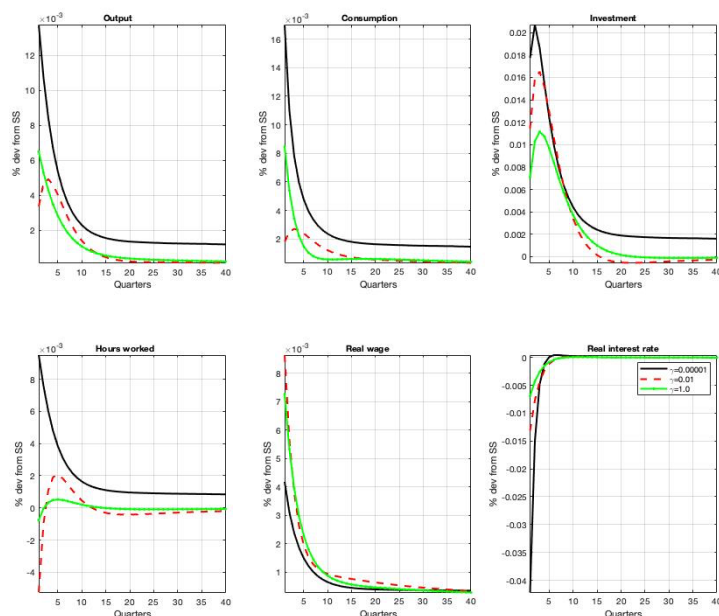 Output
×10⁻³
14
12
10
8
6
4
2
% dev from SS
5 10 15 20 25 30 35 40
Quarters
Consumption
×10⁻³
16
14
12
10
8
6
4
2
% dev from SS
5 10 15 20 25 30 35 40
Quarters
Investment
0.02
0.016
0.014
0.012
0.01
0.008
0.006
0.004
0.002
0
% dev from SS
5 10 15 20 25 30 35 40
Quarters
Hours worked
×10⁻³
8
6
4
2
0
-2
-4
% dev from SS
5 10 15 20 25 30 35 40
Quarters
Real wage
×10⁻³
8
7
6
5
4
3
2
1
% dev from SS
5 10 15 20 25 30 35 40
Quarters
Real interest rate
0
-0.005
-0.01
-0.015
-0.02
-0.025
-0.03
-0.035
-0.04
% dev from SS
γ=0.00001
γ=0.01
γ=1.0
5 10 15 20 25 30 35 40
Quarters